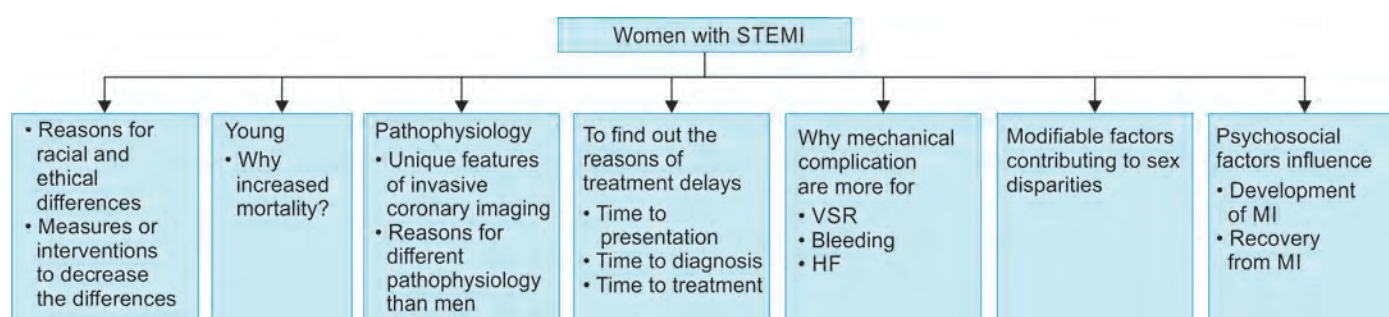 Women with STEMI
• Reasons for
racial and
ethical
differences
• Measures or
interventions
to decrease
the differences
Young
• Why
increased
mortality?
Pathophysiology
• Unique features
of invasive
coronary imaging
• Reasons for
different
pathophysiology
than men
To find out the
reasons of
treatment delays
• Time to
presentation
• Time to diagnosis
• Time to treatment
Why mechanical
complication
are more for
• VSR
• Bleeding
• HF
Modifiable factors
contributing to sex
disparities
Psychosocial
factors influence
• Development
of MI
• Recovery
from MI